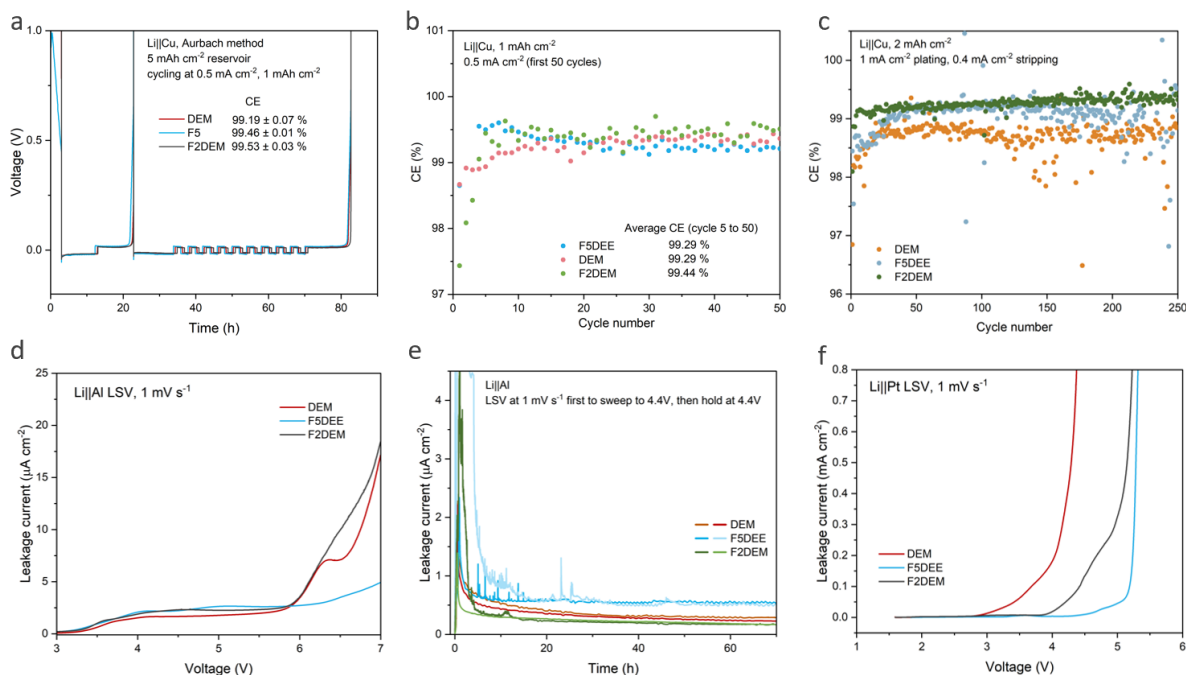 a
Li||Cu, Aurbach method
5 mAh cm⁻² reservoir
cycling at 0.5 mA cm⁻², 1 mAh cm⁻²
CE
DEM 99.19 ± 0.07 %
F5 99.46 ± 0.01 %
F2DEM 99.53 ± 0.03 %
Voltage (V)
1.0
0.5
0.0
0 20 40 60 80
Time (h)
b
Li||Cu, 1 mAh cm⁻²
0.5 mA cm⁻² (first 50 cycles)
Average CE (cycle 5 to 50)
F5DEE 99.29 %
DEM 99.29 %
F2DEM 99.44 %
CE (%)
101
100
99
98
97
0 10 20 30 40 50
Cycle number
c
Li||Cu, 2 mAh cm⁻²
1 mA cm⁻² plating, 0.4 mA cm⁻² stripping
DEM
F5DEE
F2DEM
CE (%)
100
99
98
97
96
0 50 100 150 200 250
Cycle number
d
Li||Al LSV, 1 mV s⁻¹
DEM
F5DEE
F2DEM
Leakage current (μA cm⁻²)
25
20
15
10
5
0
3 4 5 6 7
Voltage (V)
e
Li||Al
LSV at 1 mV s⁻¹ first to sweep to 4.4V, then hold at 4.4V
DEM
F5DEE
F2DEM
Leakage current (μA cm⁻²)
4
2
0
0 20 40 60
Time (h)
f
Li||Pt LSV, 1 mV s⁻¹
DEM
F5DEE
F2DEM
Leakage current (mA cm⁻²)
0.8
0.7
0.6
0.5
0.4
0.3
0.2
0.1
0.0
1 2 3 4 5 6
Voltage (V)